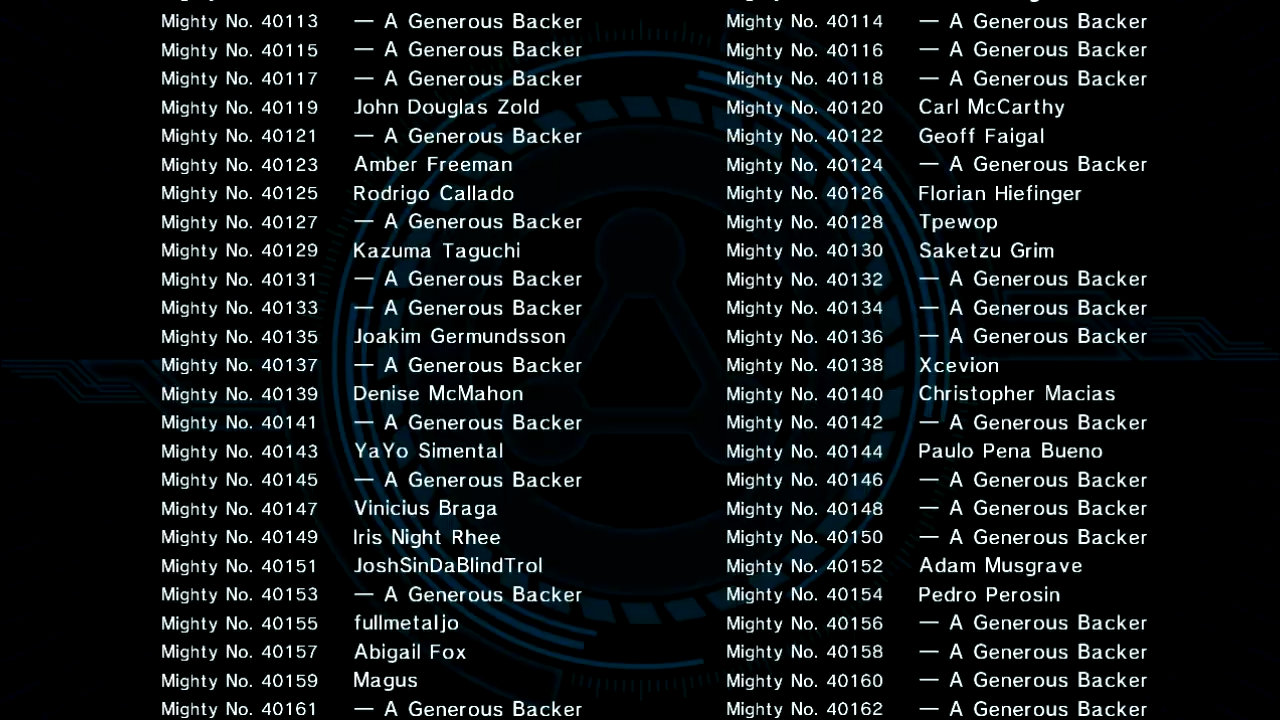 Mighty No. 40113 — A Generous Backer Mighty No. 40114 — A Generous Backer
Mighty No. 40115 — A Generous Backer Mighty No. 40116 — A Generous Backer
Mighty No. 40117 — A Generous Backer Mighty No. 40118 — A Generous Backer
Mighty No. 40119 John Douglas Zold Mighty No. 40120 Carl McCarthy
Mighty No. 40121 — A Generous Backer Mighty No. 40122 Geoff Faigal
Mighty No. 40123 Amber Freeman Mighty No. 40124 — A Generous Backer
Mighty No. 40125 Rodrigo Callado Mighty No. 40126 Florian Hiefinger
Mighty No. 40127 — A Generous Backer Mighty No. 40128 Tpewop
Mighty No. 40129 Kazuma Taguchi Mighty No. 40130 Saketzu Grim
Mighty No. 40131 — A Generous Backer Mighty No. 40132 — A Generous Backer
Mighty No. 40133 — A Generous Backer Mighty No. 40134 — A Generous Backer
Mighty No. 40135 Joakim Germundsson Mighty No. 40136 — A Generous Backer
Mighty No. 40137 — A Generous Backer Mighty No. 40138 Xcevion
Mighty No. 40139 Denise McMahon Mighty No. 40140 Christopher Macias
Mighty No. 40141 — A Generous Backer Mighty No. 40142 — A Generous Backer
Mighty No. 40143 YaYo Simental Mighty No. 40144 Paulo Pena Bueno
Mighty No. 40145 — A Generous Backer Mighty No. 40146 — A Generous Backer
Mighty No. 40147 Vinicius Braga Mighty No. 40148 — A Generous Backer
Mighty No. 40149 Iris Night Rhee Mighty No. 40150 — A Generous Backer
Mighty No. 40151 JoshSinDaBlindTrol Mighty No. 40152 Adam Musgrave
Mighty No. 40153 — A Generous Backer Mighty No. 40154 Pedro Perosin
Mighty No. 40155 fullmetaljo Mighty No. 40156 — A Generous Backer
Mighty No. 40157 Abigail Fox Mighty No. 40158 — A Generous Backer
Mighty No. 40159 Magus Mighty No. 40160 — A Generous Backer
Mighty No. 40161 — A Generous Backer Mighty No. 40162 — A Generous Backer